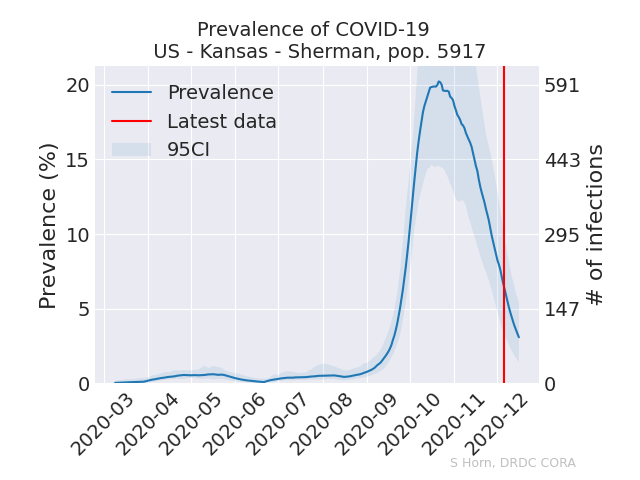 Prevalence of COVID-19
US - Kansas - Sherman, pop. 5917
Prevalence
Latest data
95CI
Prevalence (%)
20
15
10
5
0
591
443
295
147
0
# of infections
2020-03
2020-04
2020-05
2020-06
2020-07
2020-08
2020-09
2020-10
2020-11
2020-12
S Horn, DRDC CORA